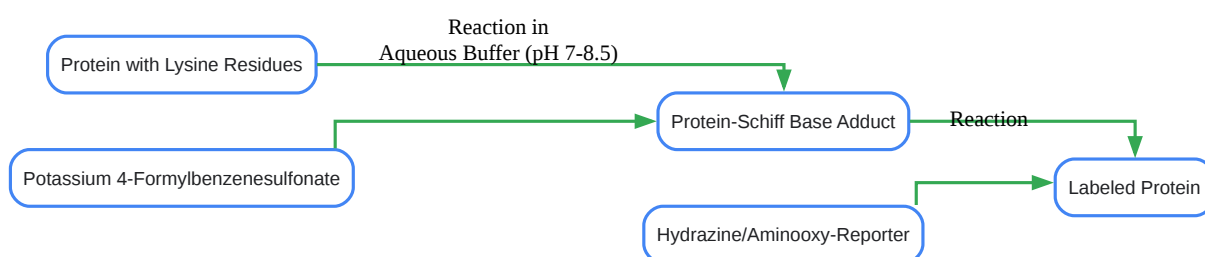 Reaction in
Aqueous Buffer (pH 7-8.5)
Protein with Lysine Residues
Protein-Schiff Base Adduct
Reaction
Potassium 4-Formylbenzenesulfonate
Labeled Protein
Hydrazine/Aminooxy-Reporter